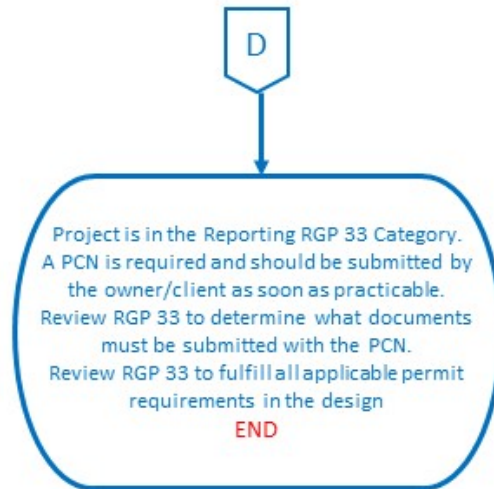 D
Project is in the Reporting RGP 33 Category.
A PCN is required and should be submitted by
the owner/client as soon as practicable.
Review RGP 33 to determine what documents
must be submitted with the PCN.
Review RGP 33 to fulfill all applicable permit
requirements in the design
END